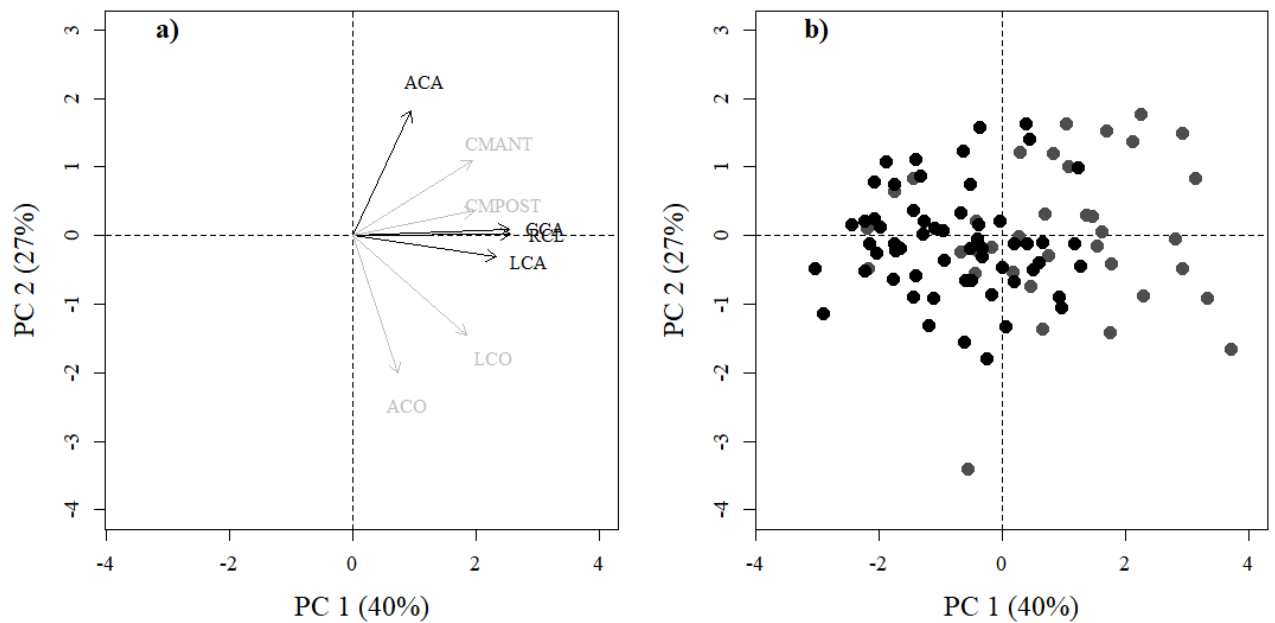 a)
3
2
1
0
-1
-2
-3
-4
PC 2 (27%)
ACA
CMANT
CMPOST
CCA
RCL
LCA
LCO
ACO
-4 -2 0 2 4
PC 1 (40%)
b)
3
2
1
0
-1
-2
-3
-4
PC 2 (27%)
-4 -2 0 2 4
PC 1 (40%)